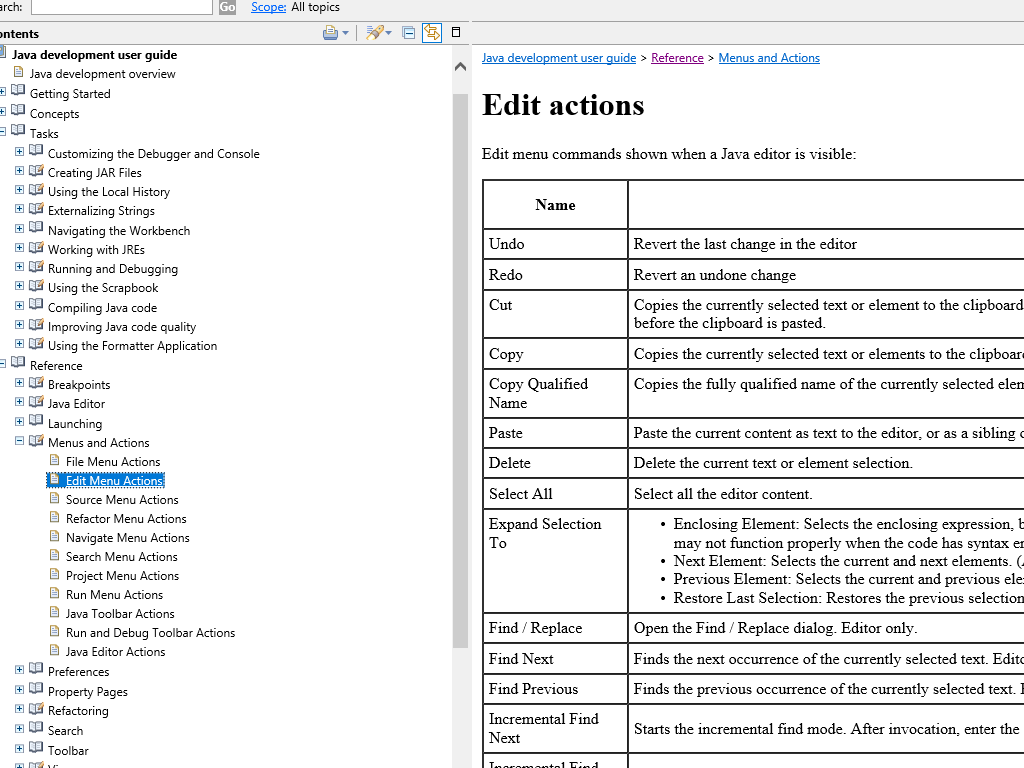 arch:
Go
Scope: All topics
ontents
Java development user guide
Java development overview
Getting Started
Concepts
Tasks
Customizing the Debugger and Console
Creating JAR Files
Using the Local History
Externalizing Strings
Navigating the Workbench
Working with JREs
Running and Debugging
Using the Scrapbook
Compiling Java code
Improving Java code quality
Using the Formatter Application
Reference
Breakpoints
Java Editor
Launching
Menus and Actions
File Menu Actions
Edit Menu Actions
Source Menu Actions
Refactor Menu Actions
Navigate Menu Actions
Search Menu Actions
Project Menu Actions
Run Menu Actions
Java Toolbar Actions
Run and Debug Toolbar Actions
Java Editor Actions
Preferences
Property Pages
Refactoring
Search
Toolbar
Java development user guide > Reference > Menus and Actions
Edit actions
Edit menu commands shown when a Java editor is visible:
Name
Undo
Revert the last change in the editor
Redo
Revert an undone change
Cut
Copies the currently selected text or element to the clipboard
before the clipboard is pasted.
Copy
Copies the currently selected text or elements to the clipboar
Copy Qualified
Name
Copies the fully qualified name of the currently selected elem
Paste
Paste the current content as text to the editor, or as a sibling
Delete
Delete the current text or element selection.
Select All
Select all the editor content.
Expand Selection
To
• Enclosing Element: Selects the enclosing expression, b
may not function properly when the code has syntax er
• Next Element: Selects the current and next elements. (
• Previous Element: Selects the current and previous ele
• Restore Last Selection: Restores the previous selection
Find / Replace
Open the Find / Replace dialog. Editor only.
Find Next
Finds the next occurrence of the currently selected text. Edito
Find Previous
Finds the previous occurrence of the currently selected text.
Incremental Find
Next
Starts the incremental find mode. After invocation, enter the
Incremental Find